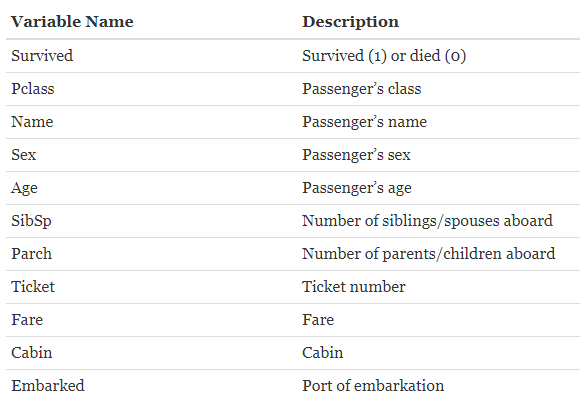 Variable Name Description
Survived Survived (1) or died (0)
Pclass Passenger’s class
Name Passenger’s name
Sex Passenger’s sex
Age Passenger’s age
SibSp Number of siblings/spouses aboard
Parch Number of parents/children aboard
Ticket Ticket number
Fare Fare
Cabin Cabin
Embarked Port of embarkation